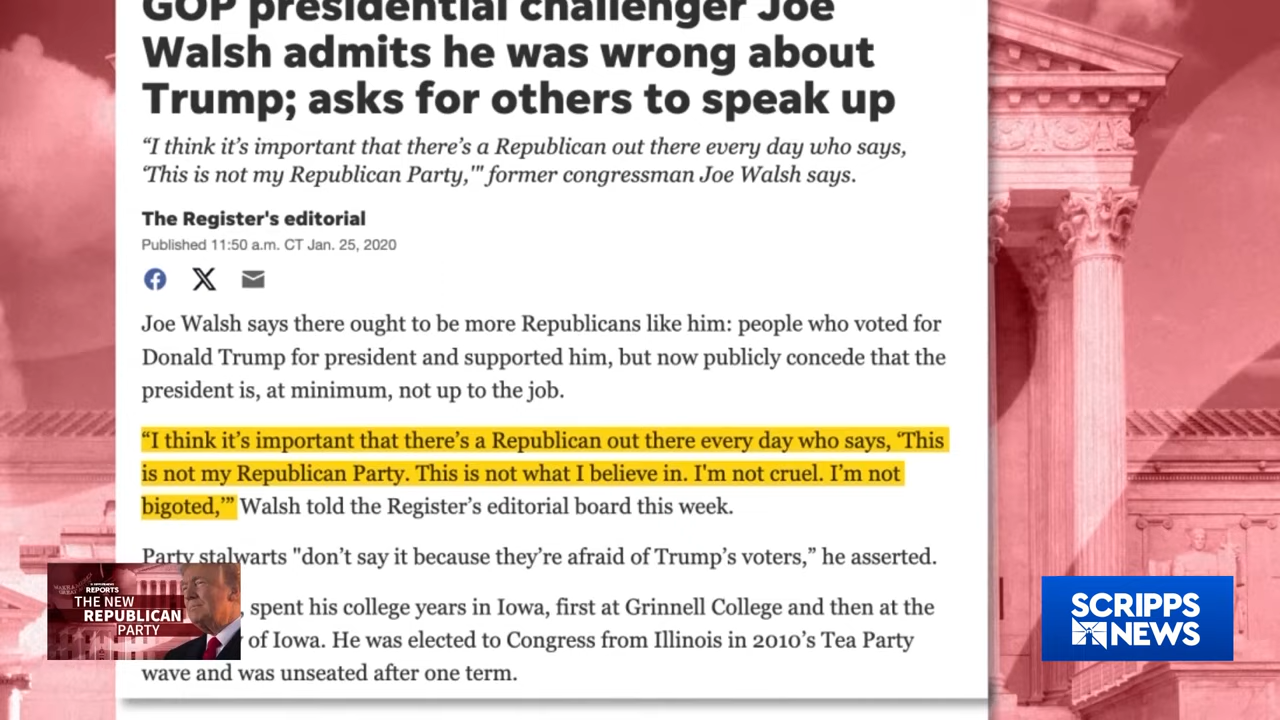 GOP presidential challenger Joe
Walsh admits he was wrong about
Trump; asks for others to speak up
“I think it’s important that there’s a Republican out there every day who says,
‘This is not my Republican Party,'" former congressman Joe Walsh says.
The Register's editorial
Published 11:50 a.m. CT Jan. 25, 2020
Joe Walsh says there ought to be more Republicans like him: people who voted for
Donald Trump for president and supported him, but now publicly concede that the
president is, at minimum, not up to the job.
“I think it’s important that there’s a Republican out there every day who says, ‘This
is not my Republican Party. This is not what I believe in. I'm not cruel. I’m not
bigoted,’” Walsh told the Register’s editorial board this week.
Party stalwarts "don’t say it because they’re afraid of Trump’s voters,” he asserted.
, spent his college years in Iowa, first at Grinnell College and then at the
of Iowa. He was elected to Congress from Illinois in 2010’s Tea Party
wave and was unseated after one term.
REPORTS
THE NEW
REPUBLICAN
PARTY
SCRIPPS
NEWS